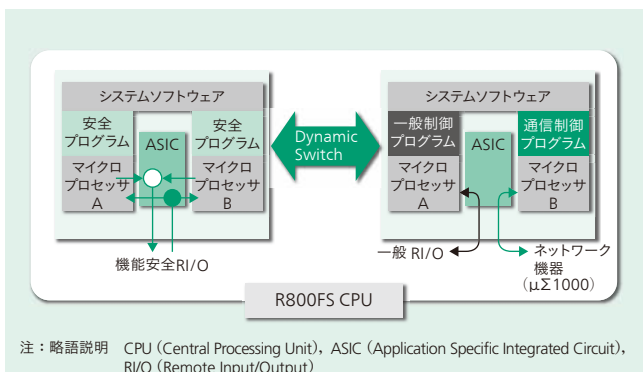 システムソフトウェア
安全
プログラム
ASIC
安全
プログラム
マイクロ
プロセッサ
A
マイクロ
プロセッサ
B
機能安全RI/O
Dynamic
Switch
システムソフトウェア
一般制御
プログラム
ASIC
通信制御
プログラム
マイクロ
プロセッサ
A
マイクロ
プロセッサ
B
一般 RI/O
ネットワーク
機器
(μΣ1000)
R800FS CPU
注:略語説明 CPU(Central Processing Unit),ASIC(Application Specific Integrated Circuit),
RI/O(Remote Input/Output)